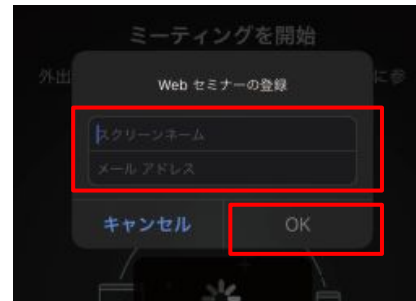 ミーティングを開始
外出
に参
Web セミナーの登録
スクリーンネーム
メール アドレス
キャンセル
OK